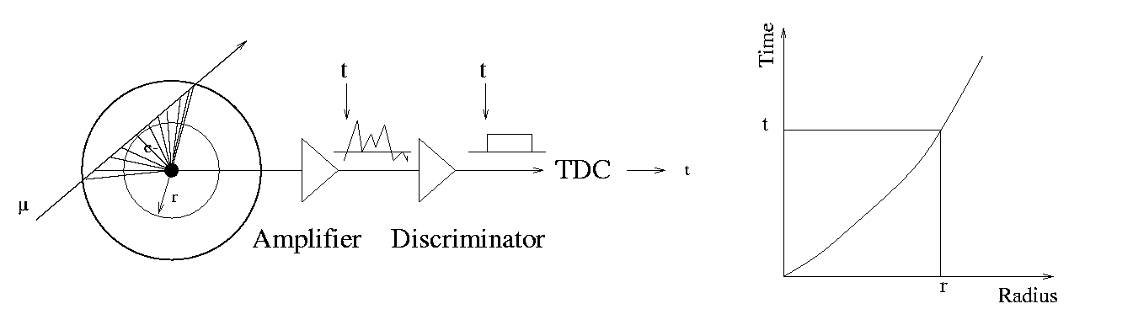 t
t
e-
r
μ
TDC
t
Amplifier
Discriminator
Time
t
r
Radius